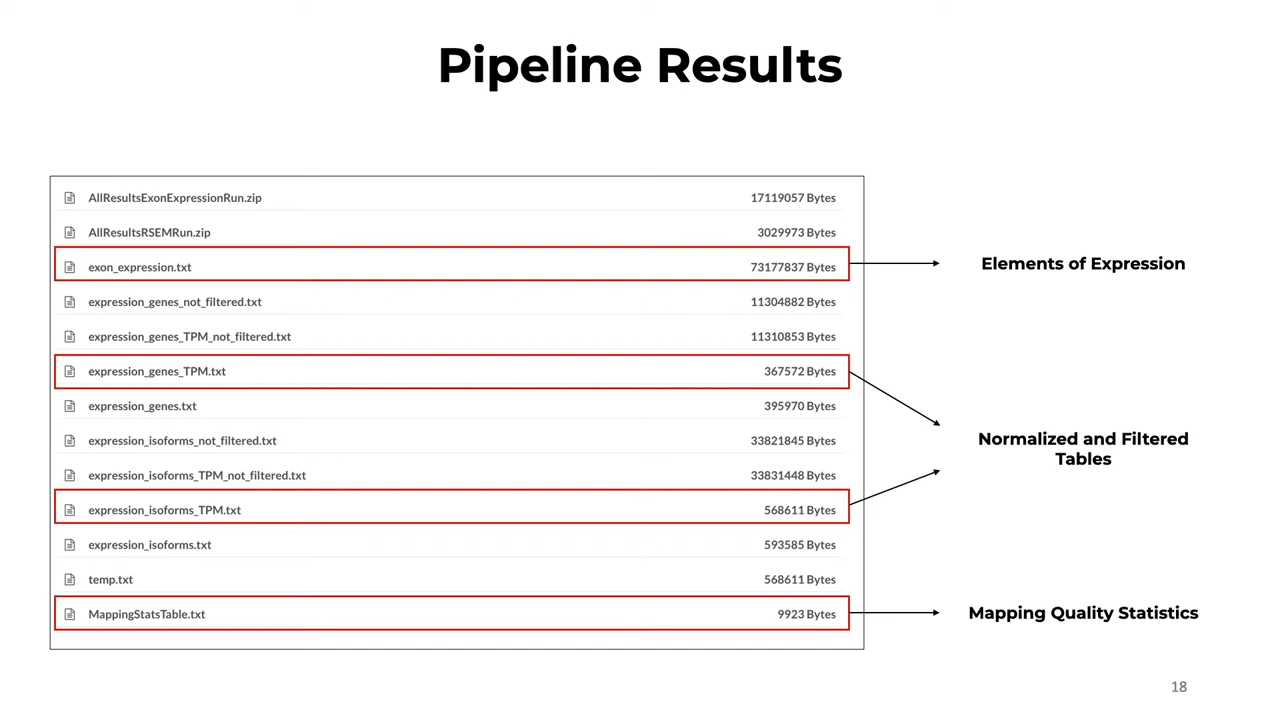 Pipeline Results
AllResultsExonExpressionRun.zip 17119057 Bytes
AllResultsRSEMRun.zip 3029973 Bytes
exon_expression.txt 73177837 Bytes
Elements of Expression
expression_genes_not_filtered.txt 11304882 Bytes
expression_genes_TPM_not_filtered.txt 11310853 Bytes
expression_genes_TPM.txt 367572 Bytes
expression_genes.txt 395970 Bytes
expression_isoforms_not_filtered.txt 33821845 Bytes
Normalized and Filtered
Tables
expression_isoforms_TPM_not_filtered.txt 33831448 Bytes
expression_isoforms_TPM.txt 568611 Bytes
expression_isoforms.txt 593585 Bytes
temp.txt 568611 Bytes
MappingStatsTable.txt 9923 Bytes
Mapping Quality Statistics
18